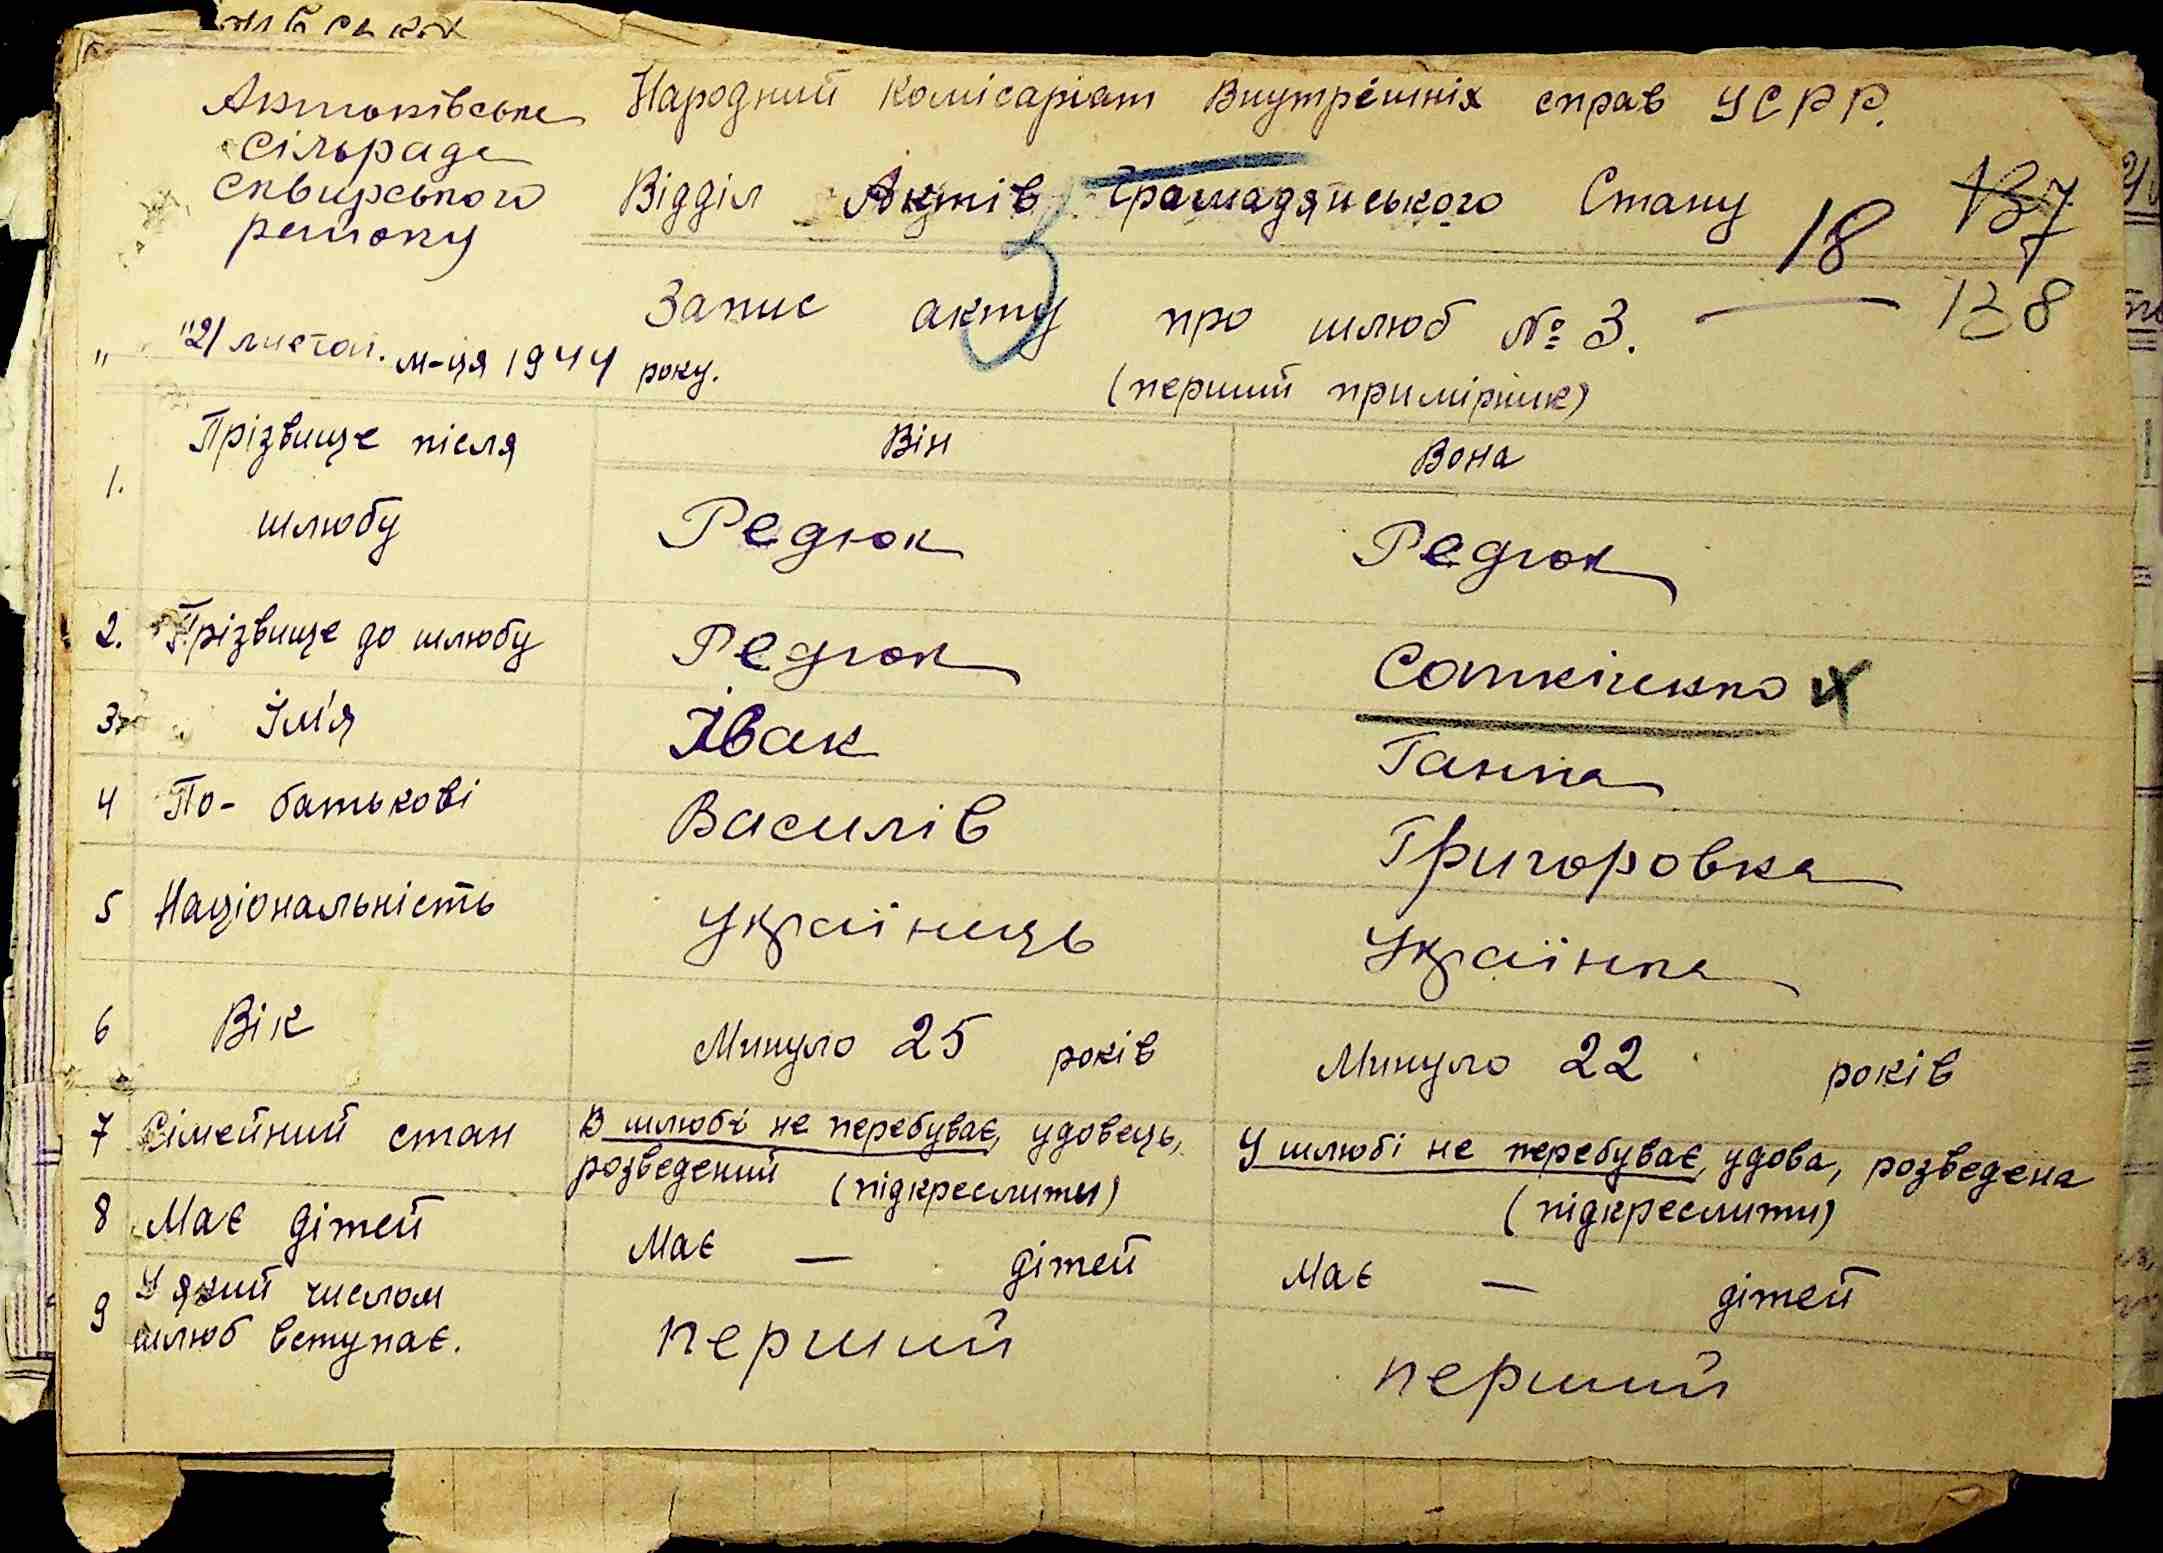 Антонівська
сільрада
Сквирського
району
Народний Комісаріат Внутрішніх справ УСРР.
Відділ Актів Громадянського Стану
137
18
138
3
Запис акту про шлюб № 3.
(перший примірник)
" "21 листоп. м-ця 1944 року.
Він
Вона
1. Прізвище після шлюбу
Редюк
Редюк
2. Прізвище до шлюбу
Редюк
3. Їм'я
Іван
Ганна
4 По-батькові
Василів
Григоровна
5 Національність
Українець
Українка
6 Вік
Минуло 25 років
Минуло 22 років
7 Сімейний стан
В шлюбі не перебуває, удовець,
розведений (підкреслити)
У шлюбі не перебуває, удова, розведена
(підкреслити)
8 Має дітей
Має — дітей
Має — дітей
9 У який числом
шлюб вступає.
перший
перший